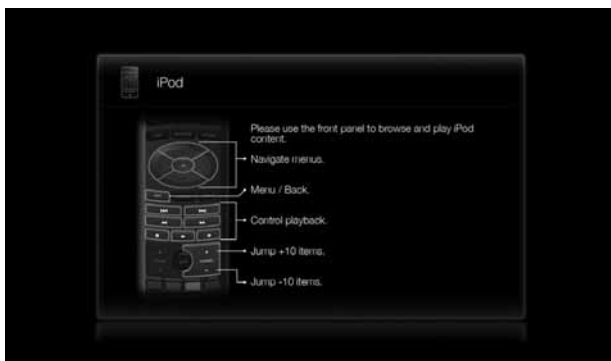 iPod
Please use the front panel to browse and play iPod
content.
Navigate menus.
Menu / Back.
Control playback.
Jump +10 items.
Jump -10 items.